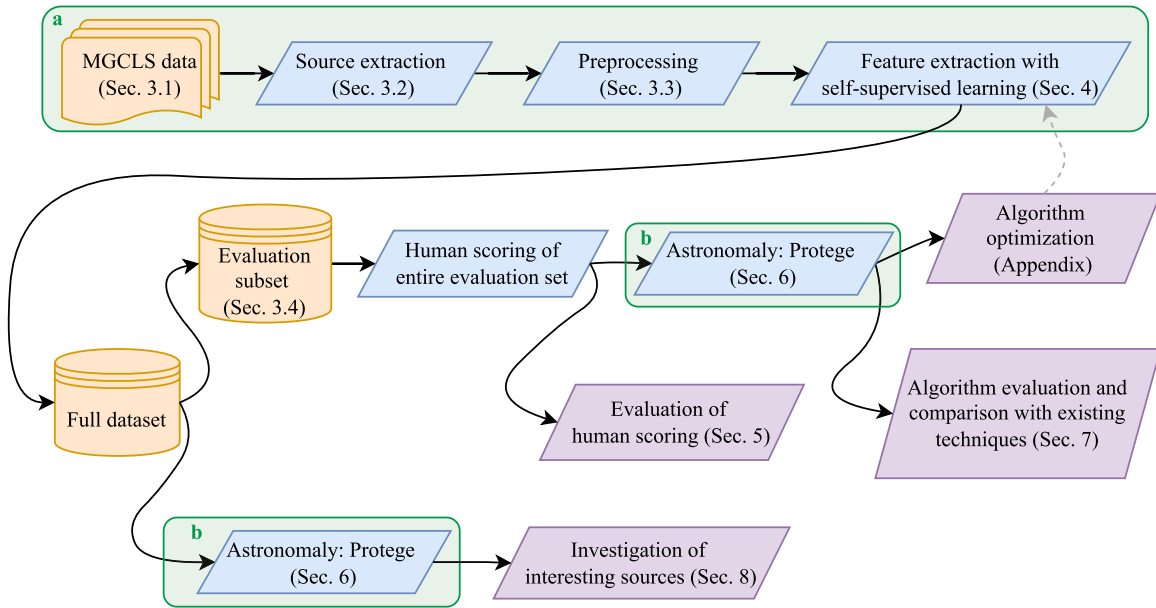 a
MGCLS data
(Sec. 3.1)
Source extraction
(Sec. 3.2)
Preprocessing
(Sec. 3.3)
Feature extraction with
self-supervised learning (Sec. 4)
Evaluation
subset
(Sec. 3.4)
Human scoring of
entire evaluation set
b
Astronomaly: Protege
(Sec. 6)
Algorithm
optimization
(Appendix)
Full dataset
Evaluation of
human scoring (Sec. 5)
Algorithm evaluation and
comparison with existing
techniques (Sec. 7)
b
Astronomaly: Protege
(Sec. 6)
Investigation of
interesting sources (Sec. 8)